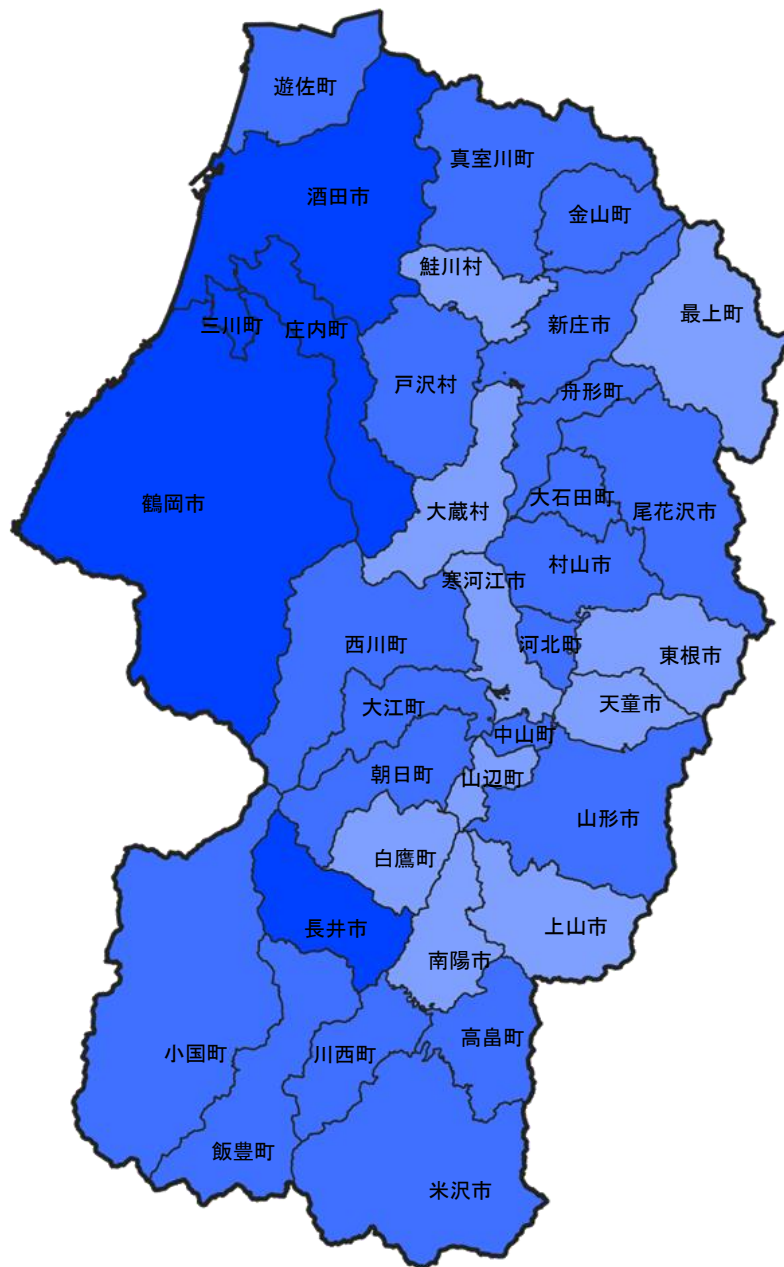 遊佐町
真室川町
酒田市
金山町
鮭川村
最上町
三川町
庄内町
新庄市
戸沢村
舟形町
鶴岡市
大蔵村
大石田町
尾花沢市
村山市
寒河江市
西川町
河北町
東根市
大江町
天童市
中山町
朝日町
山辺町
山形市
白鷹町
長井市
上山市
南陽市
小国町
川西町
高畠町
飯豊町
米沢市